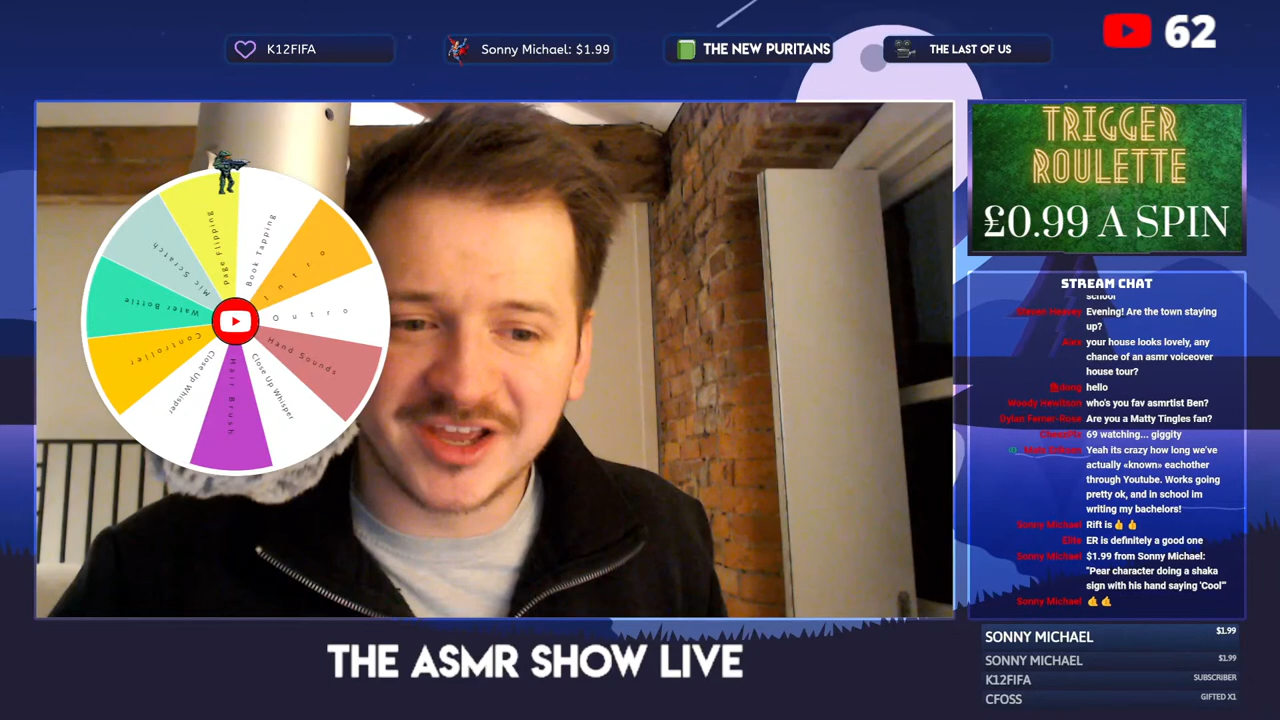 K12FIFA
Sonny Michael: $1.99
THE NEW PURITANS
THE LAST OF US
62
TRIGGER
ROULETTE
£0.99 A SPIN
Page Flipping
Book Tapping
Intro
Outro
Hand Sounds
Close Up Whisper
Hair Brush
Close Up Whisper
Controller
Water Bottle
Mic Scratch
STREAM CHAT
school
Evening! Are the town staying
up?
Alex your house looks lovely, any
chance of an asmr voiceover
house tour?
hello
Woody Hewitson who's you fav asmrtist Ben?
Are you a Matty Tingles fan?
69 watching... giggity
Yeah its crazy how long we've
actually «known» eachother
through Youtube. Works going
pretty ok, and in school im
writing my bachelors!
Sonny Michael Rift is 👍 👍
Elite ER is definitely a good one
Sonny Michael $1.99 from Sonny Michael:
"Pear character doing a shaka
sign with his hand saying 'Cool'"
Sonny Michael 🤙 🤙
SONNY MICHAEL $1.99
SONNY MICHAEL $1.99
K12FIFA SUBSCRIBER
CFOSS GIFTED X1
THE ASMR SHOW LIVE